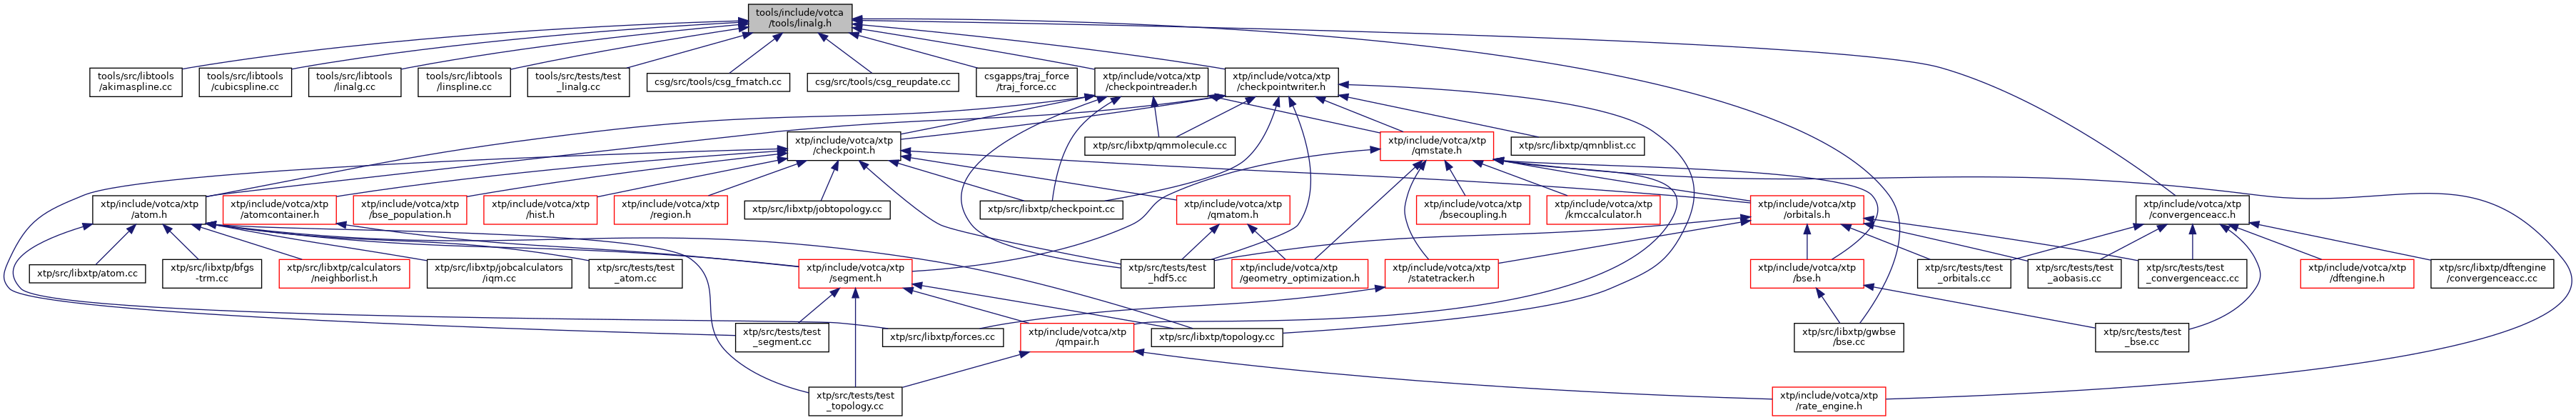 tools/include/votca
/tools/linalg.h
tools/src/libtools
/akimaspline.cc
tools/src/libtools
/cubicspline.cc
tools/src/libtools
/linalg.cc
tools/src/libtools
/linspline.cc
tools/src/tests/test
_linalg.cc
csg/src/tools/csg_fmatch.cc
csg/src/tools/csg_reupdate.cc
csgapps/traj_force
/traj_force.cc
xtp/include/votca/xtp
/checkpointreader.h
xtp/include/votca/xtp
/checkpointwriter.h
xtp/include/votca/xtp
/checkpoint.h
xtp/src/libxtp/qmmolecule.cc
xtp/include/votca/xtp
/qmstate.h
xtp/src/libxtp/qmnblist.cc
xtp/include/votca/xtp
/atom.h
xtp/include/votca/xtp
/atomcontainer.h
xtp/include/votca/xtp
/bse_population.h
xtp/include/votca/xtp
/hist.h
xtp/include/votca/xtp
/region.h
xtp/src/libxtp/jobtopology.cc
xtp/src/libxtp/checkpoint.cc
xtp/include/votca/xtp
/qmatom.h
xtp/include/votca/xtp
/bsecoupling.h
xtp/include/votca/xtp
/kmccalculator.h
xtp/include/votca/xtp
/orbitals.h
xtp/include/votca/xtp
/convergenceacc.h
xtp/src/libxtp/atom.cc
xtp/src/libxtp/bfgs
-trm.cc
xtp/src/libxtp/calculators
/neighborlist.h
xtp/src/libxtp/jobcalculators
/iqm.cc
xtp/src/tests/test
_atom.cc
xtp/include/votca/xtp
/segment.h
xtp/src/tests/test
_hdf5.cc
xtp/include/votca/xtp
/geometry_optimization.h
xtp/include/votca/xtp
/statetracker.h
xtp/include/votca/xtp
/bse.h
xtp/src/tests/test
_orbitals.cc
xtp/src/tests/test
_aobasis.cc
xtp/src/tests/test
_convergenceacc.cc
xtp/include/votca/xtp
/dftengine.h
xtp/src/libxtp/dftengine
/convergenceacc.cc
xtp/src/tests/test
_segment.cc
xtp/src/libxtp/forces.cc
xtp/include/votca/xtp
/qmpair.h
xtp/src/libxtp/topology.cc
xtp/src/libxtp/gwbse
/bse.cc
xtp/src/tests/test
_bse.cc
xtp/src/tests/test
_topology.cc
xtp/include/votca/xtp
/rate_engine.h